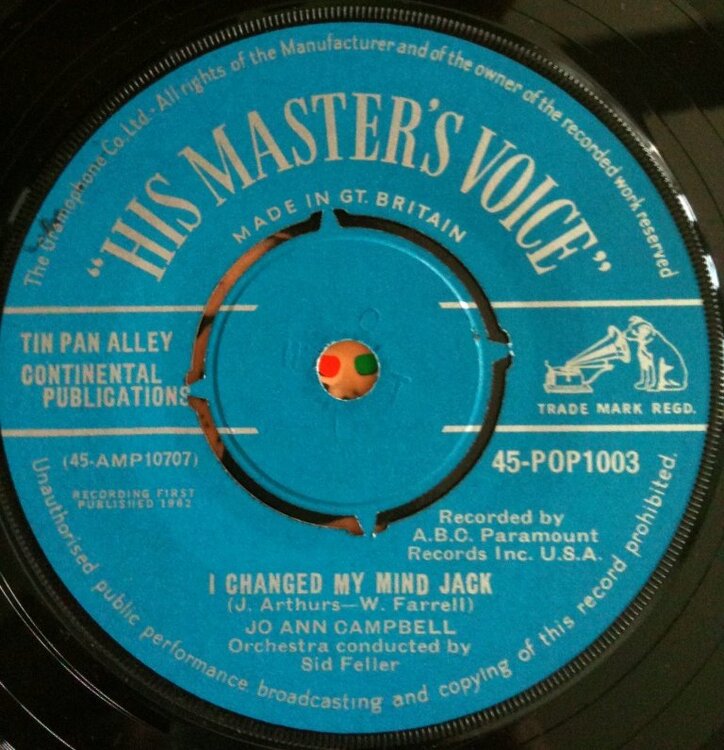 The Gramophone Co. Ltd.- All rights of the Manufacturer and of the owner of the recorded work reserved
"HIS MASTER'S VOICE"
MADE IN GT. BRITAIN
TIN PAN ALLEY
CONTINENTAL
PUBLICATIONS
TRADE MARK REGD.
(45-AMP10707)
45-POP1003
RECORDING FIRST
PUBLISHED 1962
Recorded by
A.B.C. Paramount
Records Inc. U.S.A.
I CHANGED MY MIND JACK
(J. Arthurs—W. Farrell)
JO ANN CAMPBELL
Orchestra conducted by
Sid Feller
Unauthorised public performance broadcasting and copying of this record prohibited.